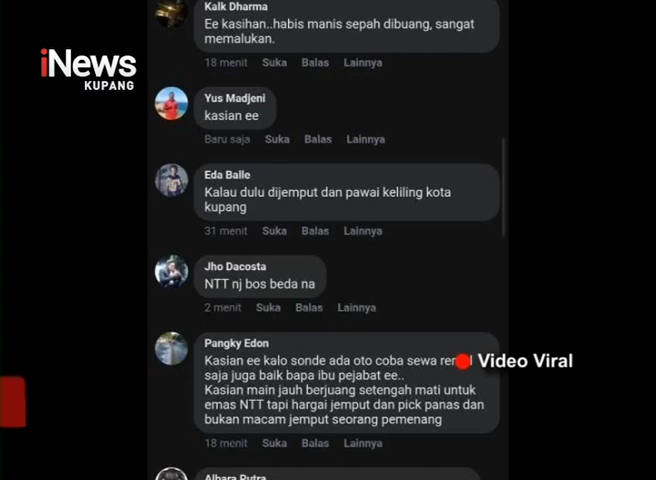 Kalk Dharma
Ee kasihan..habis manis sepah dibuang, sangat
memalukan.
18 menit Suka Balas Lainnya
iNews
KUPANG
Yus Madjeni
kasian ee
Baru saja Suka Balas Lainnya
Eda Balle
Kalau dulu dijemput dan pawai keliling kota
kupang
31 menit Suka Balas Lainnya
Jho Dacosta
NTT nj bos beda na
2 menit Suka Balas Lainnya
Pangky Edon
Kasian ee kalo sonde ada oto coba sewa
Video Viral
saja juga baik bapa ibu pejabat ee..
Kasian main jauh berjuang setengah mati untuk
emas NTT tapi hargai jemput dan pick panas dan
bukan macam jemput seorang pemenang
18 menit Suka Balas Lainnya